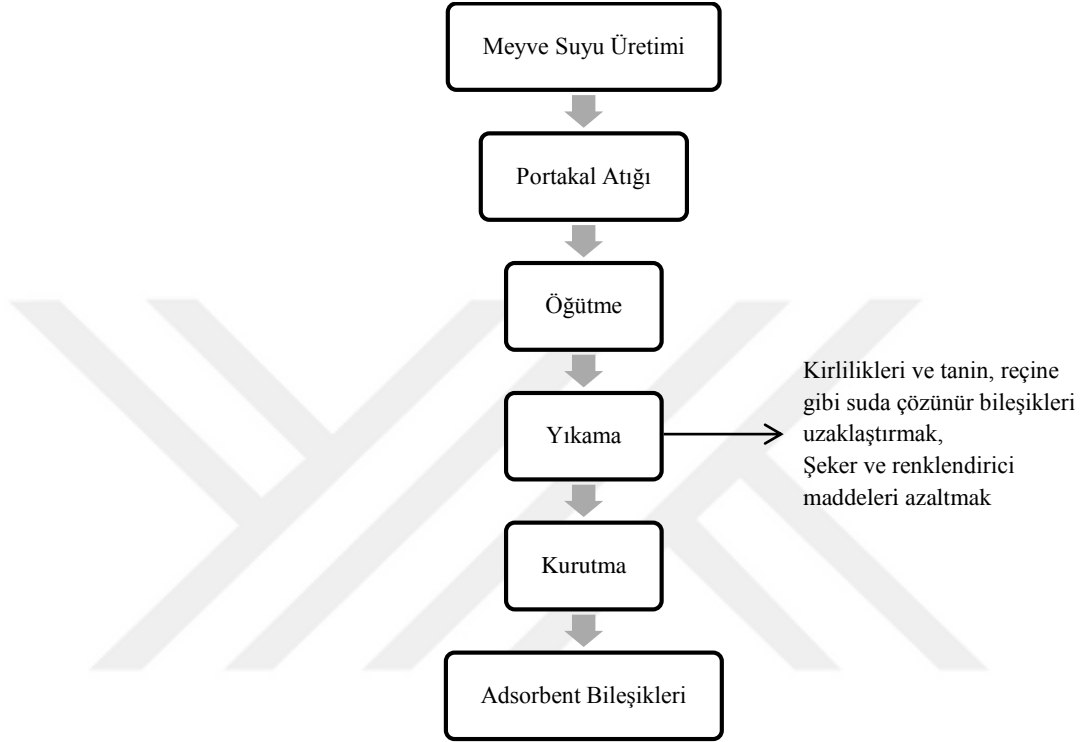 Meyve Suyu Üretimi
Portakal Atığı
Öğütme
Yıkama
Kirlilikleri ve tanin, reçine
gibi suda çözünür bileşikleri
uzaklaştırmak,
Şeker ve renklendirici
maddeleri azaltmak
Kurutma
Adsorbent Bileşikleri